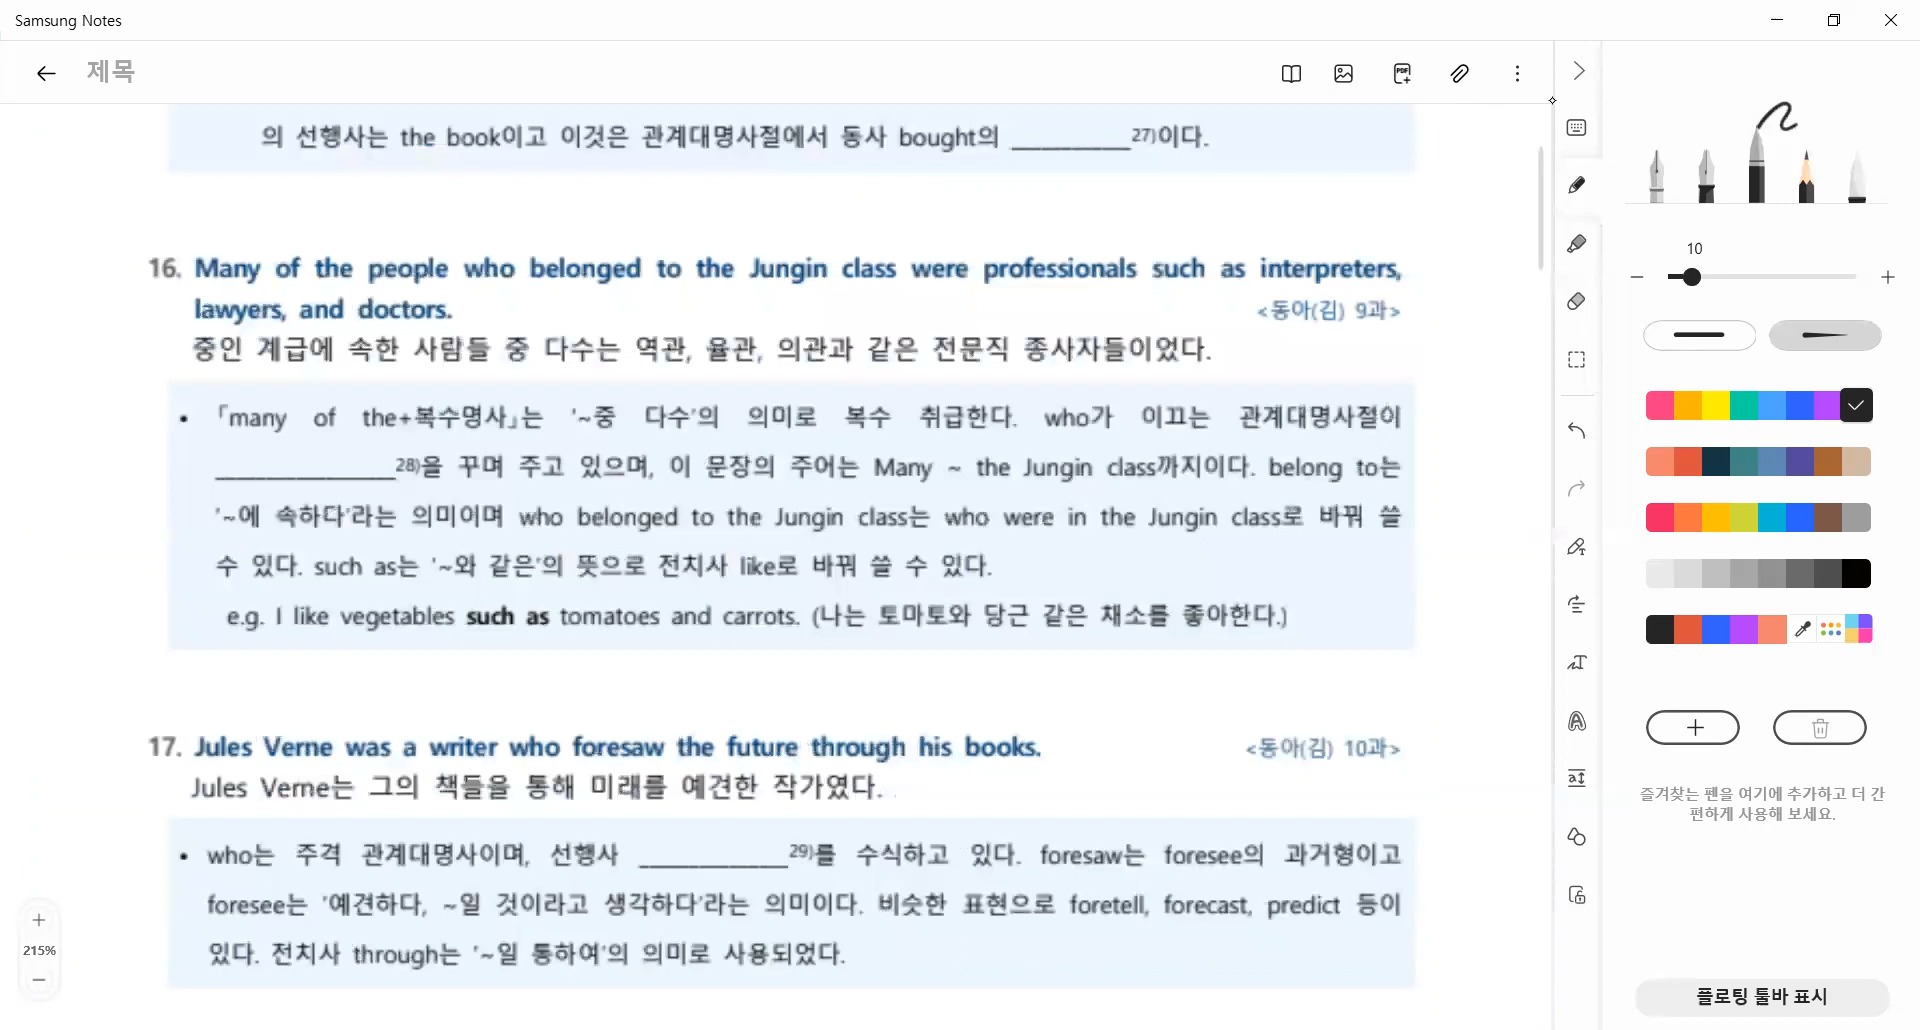 Samsung Notes
제목
의 선행사는 the book이고 이것은 관계대명사절에서 동사 bought의 ____________27)이다.
16. Many of the people who belonged to the Jungin class were professionals such as interpreters,
lawyers, and doctors. <동아(김) 9과>
중인 계급에 속한 사람들 중 다수는 역관, 율관, 의관과 같은 전문직 종사자들이었다.
• 「many of the+복수명사」는 '~중 다수'의 의미로 복수 취급한다. who가 이끄는 관계대명사절이
__________________28)을 꾸며 주고 있으며, 이 문장의 주어는 Many ~ the Jungin class까지이다. belong to는
'~에 속하다'라는 의미이며 who belonged to the Jungin class는 who were in the Jungin class로 바꿔 쓸
수 있다. such as는 '~와 같은'의 뜻으로 전치사 like로 바꿔 쓸 수 있다.
e.g. I like vegetables such as tomatoes and carrots. (나는 토마토와 당근 같은 채소를 좋아한다.)
17. Jules Verne was a writer who foresaw the future through his books. <동아(김) 10과>
Jules Verne는 그의 책들을 통해 미래를 예견한 작가였다.
• who는 주격 관계대명사이며, 선행사 _______________29)를 수식하고 있다. foresaw는 foresee의 과거형이고
foresee는 '예견하다, ~일 것이라고 생각하다'라는 의미이다. 비슷한 표현으로 foretell, forecast, predict 등이
있다. 전치사 through는 '~일 통하여'의 의미로 사용되었다.
215%
PDF
10
즐겨찾는 펜을 여기에 추가하고 더 간
편하게 사용해 보세요.
플로팅 툴바 표시